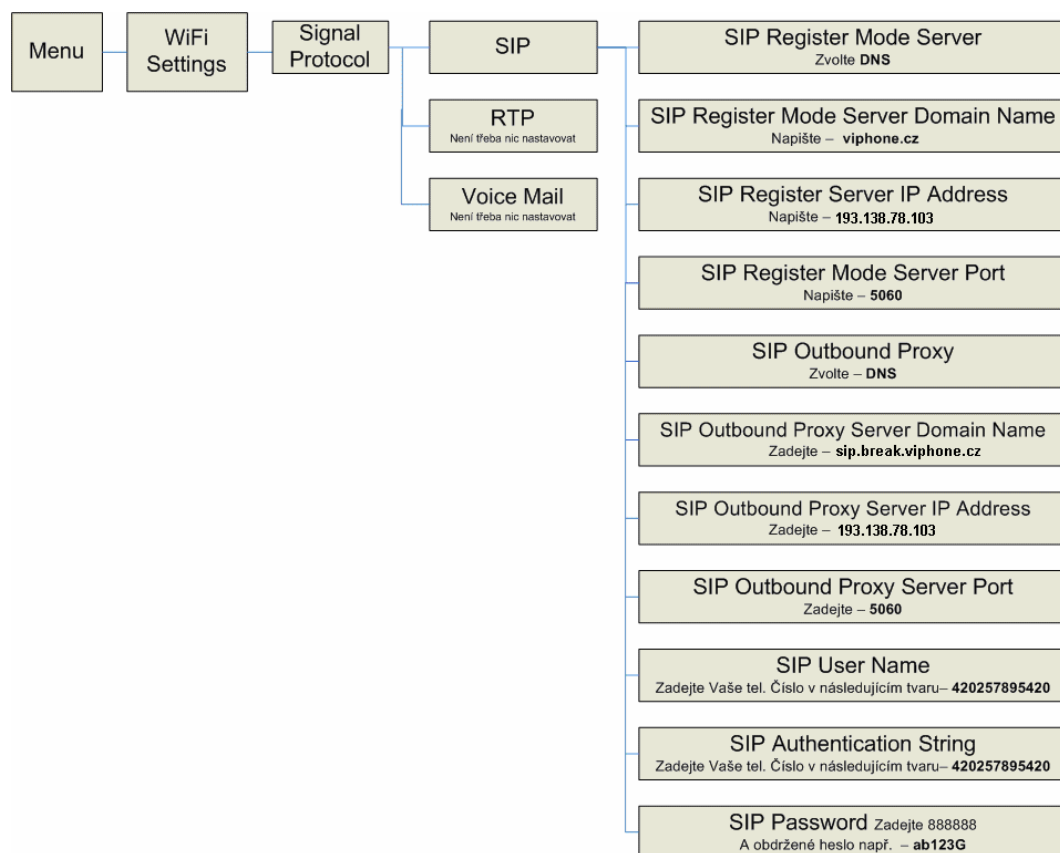 Menu
WiFi
Settings
Signal
Protocol
SIP
RTP
Není třeba nic nastavovat
Voice Mail
Není třeba nic nastavovat
SIP Register Mode Server
Zvolte DNS
SIP Register Mode Server Domain Name
Napište – viphone.cz
SIP Register Server IP Address
Napište – 193.138.78.103
SIP Register Mode Server Port
Napište – 5060
SIP Outbound Proxy
Zvolte – DNS
SIP Outbound Proxy Server Domain Name
Zadejte – sip.break.viphone.cz
SIP Outbound Proxy Server IP Address
Zadejte – 193.138.78.103
SIP Outbound Proxy Server Port
Zadejte – 5060
SIP User Name
Zadejte Vaše tel. Číslo v následujícím tvaru– 420257895420
SIP Authentication String
Zadejte Vaše tel. Číslo v následujícím tvaru– 420257895420
SIP Password Zadejte 888888
A obdržené heslo např. – ab123G